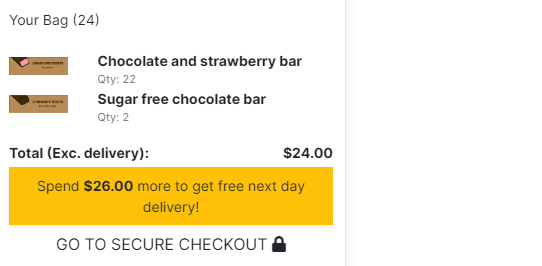 Your Bag (24)
Chocolate and strawberry bar
Qty: 22
Sugar free chocolate bar
Qty: 2
Total (Exc. delivery): $24.00
Spend $26.00 more to get free next day
delivery!
GO TO SECURE CHECKOUT